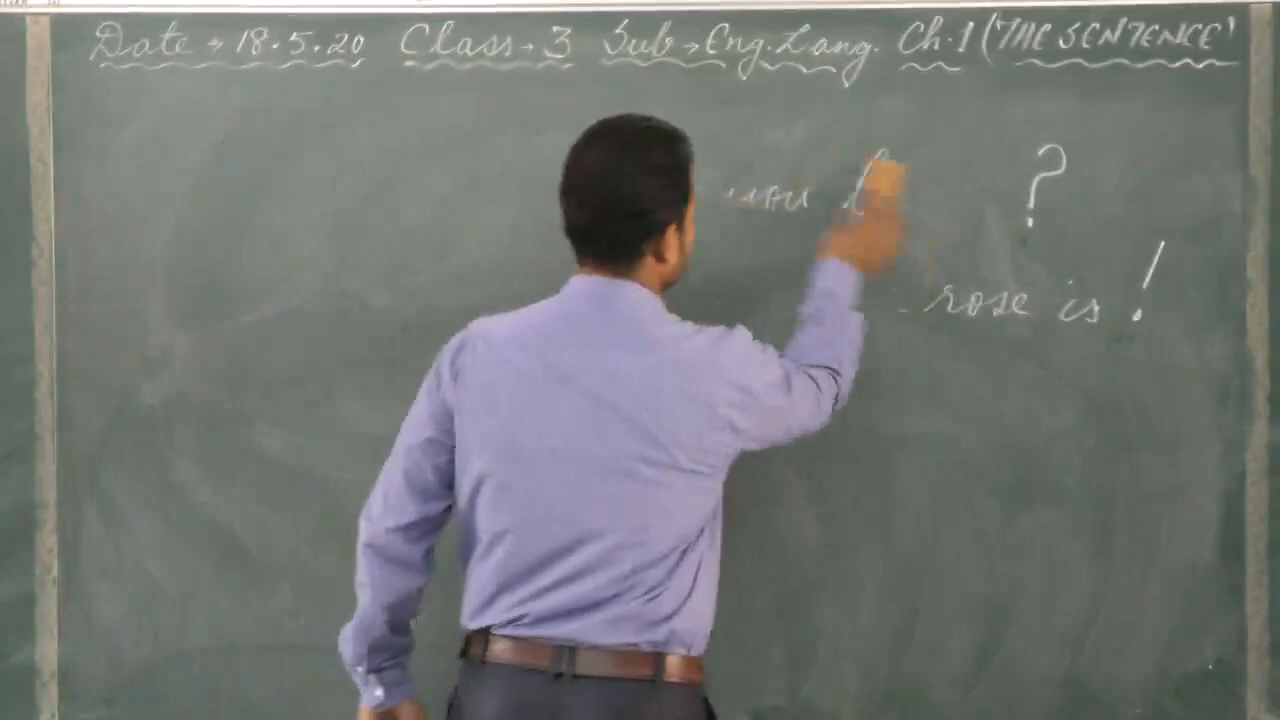 Date → 18.5.20 Class → 3 Sub → Eng. Lang. Ch.1 (THE SENTENCE)
?
rose is !